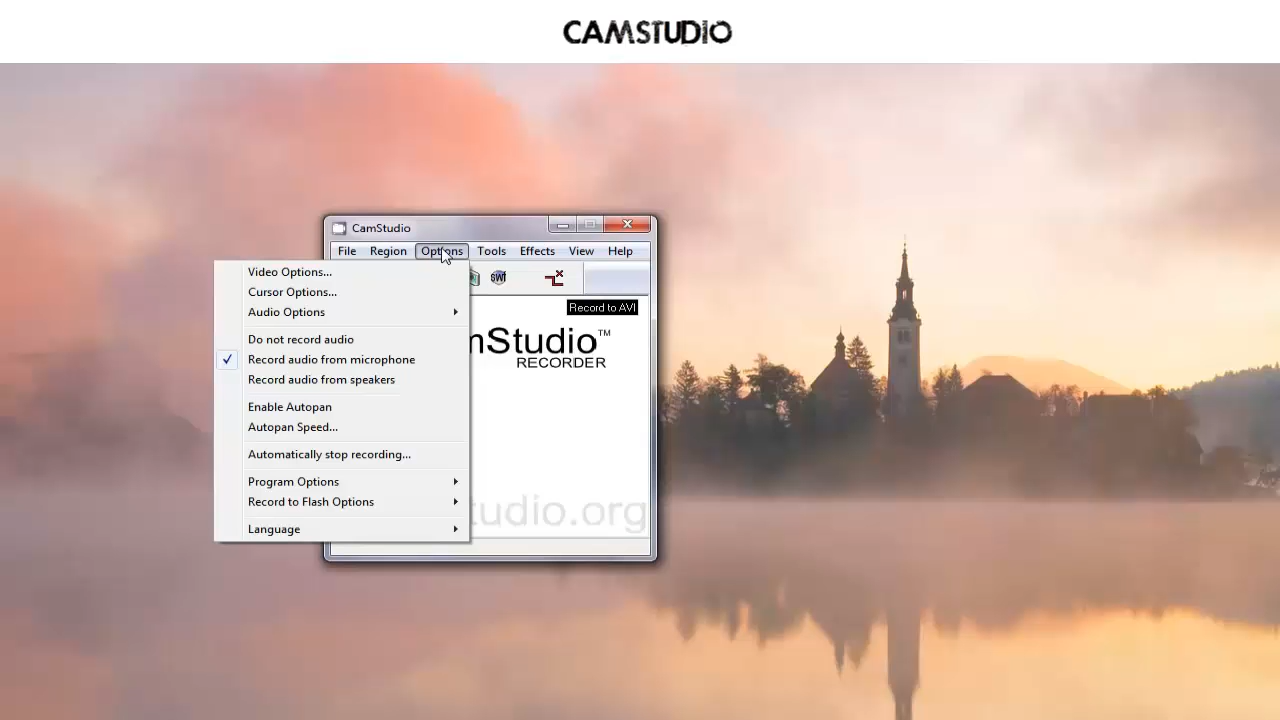 CAMSTUDIO
CamStudio
File Region Options Tools Effects View Help
Video Options...
Cursor Options...
Audio Options
Do not record audio
Record audio from microphone
Record audio from speakers
Enable Autopan
Autopan Speed...
Automatically stop recording...
Program Options
Record to Flash Options
Language
SWF
Record to AVI
mStudio™
RECORDER
tudio.org